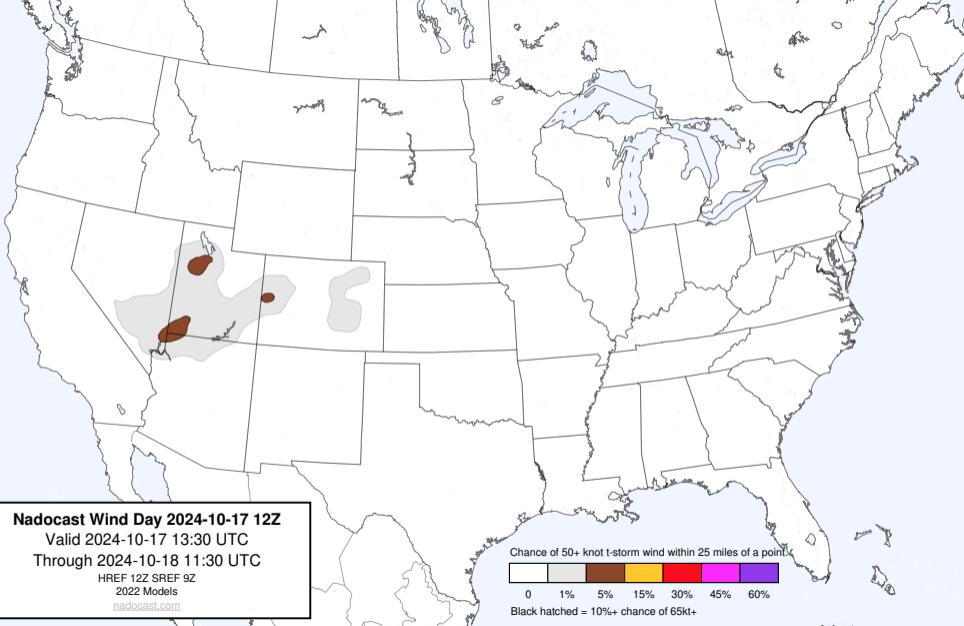 Nadocast Wind Day 2024-10-17 12Z
Valid 2024-10-17 13:30 UTC
Through 2024-10-18 11:30 UTC
HREF 12Z SREF 9Z
2022 Models
nadocast.com
Chance of 50+ knot t-storm wind within 25 miles of a point.
0 1% 5% 15% 30% 45% 60%
Black hatched = 10%+ chance of 65kt+